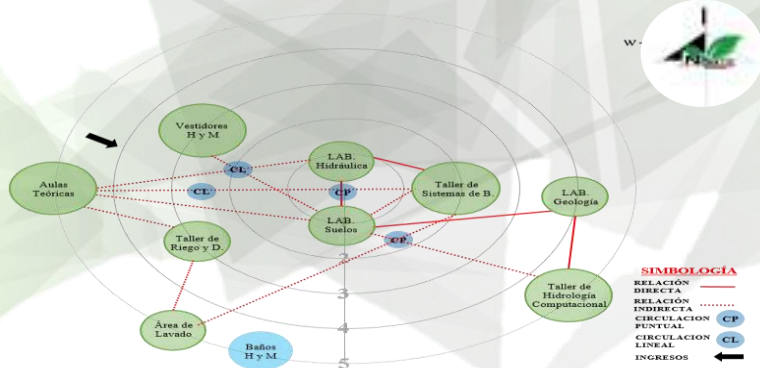 W
N
Vestidores
H y M
LAB.
Hidráulica
CL
Aulas
Teóricas
CL
CP
Taller de
Sistemas de B.
LAB.
Geología
LAB.
Suelos
Taller de
Riego y D.
CP
2
SIMBOLOGÍA
RELACIÓN
DIRECTA
RELACIÓN
INDIRECTA
CIRCULACION
PUNTUAL
CP
CIRCULACION
LINEAL
CL
INGRESOS
3
Taller de
Hidrología
Computacional
Área de
Lavado
4
Baños
H y M
5